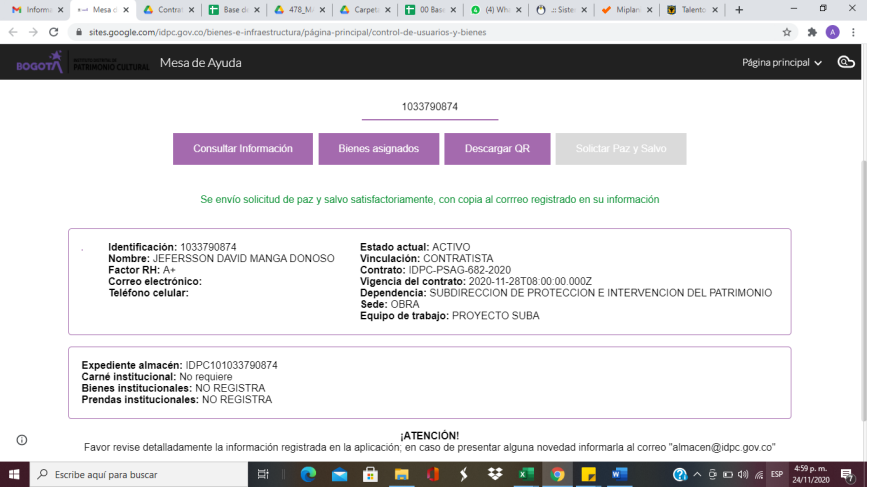 Informe
Mesa d
Contrat
Base de
478_M
Carpet
00 Base
(4) Wh
Sister
Miplan
Talento
sites.google.com/idpc.gov.co/bienes-e-infraestructura/página-principal/control-de-usuarios-y-bienes
A
BOGOTÁ
PATRIMONIO CULTURAL
Mesa de Ayuda
Página principal
1033790874
Consultar Información
Bienes asignados
Descargar QR
Solicitar Paz y Salvo
Se envío solicitud de paz y salvo satisfactoriamente, con copia al corrreo registrado en su información
Identificación: 1033790874
Nombre: JEFERSSON DAVID MANGA DONOSO
Factor RH: A+
Correo electrónico:
Teléfono celular:
Estado actual: ACTIVO
Vinculación: CONTRATISTA
Contrato: IDPC-PSAG-682-2020
Vigencia del contrato: 2020-11-28T08:00:00.000Z
Dependencia: SUBDIRECCION DE PROTECCION E INTERVENCION DEL PATRIMONIO
Sede: OBRA
Equipo de trabajo: PROYECTO SUBA
Expediente almacén: IDPC101033790874
Carné institucional: No requiere
Bienes institucionales: NO REGISTRA
Prendas institucionales: NO REGISTRA
¡ATENCIÓN!
Favor revise detalladamente la información registrada en la aplicación; en caso de presentar alguna novedad informarla al correo "almacen@idpc.gov.co"
Escribe aquí para buscar
ESP
4:59 p. m.
24/11/2020